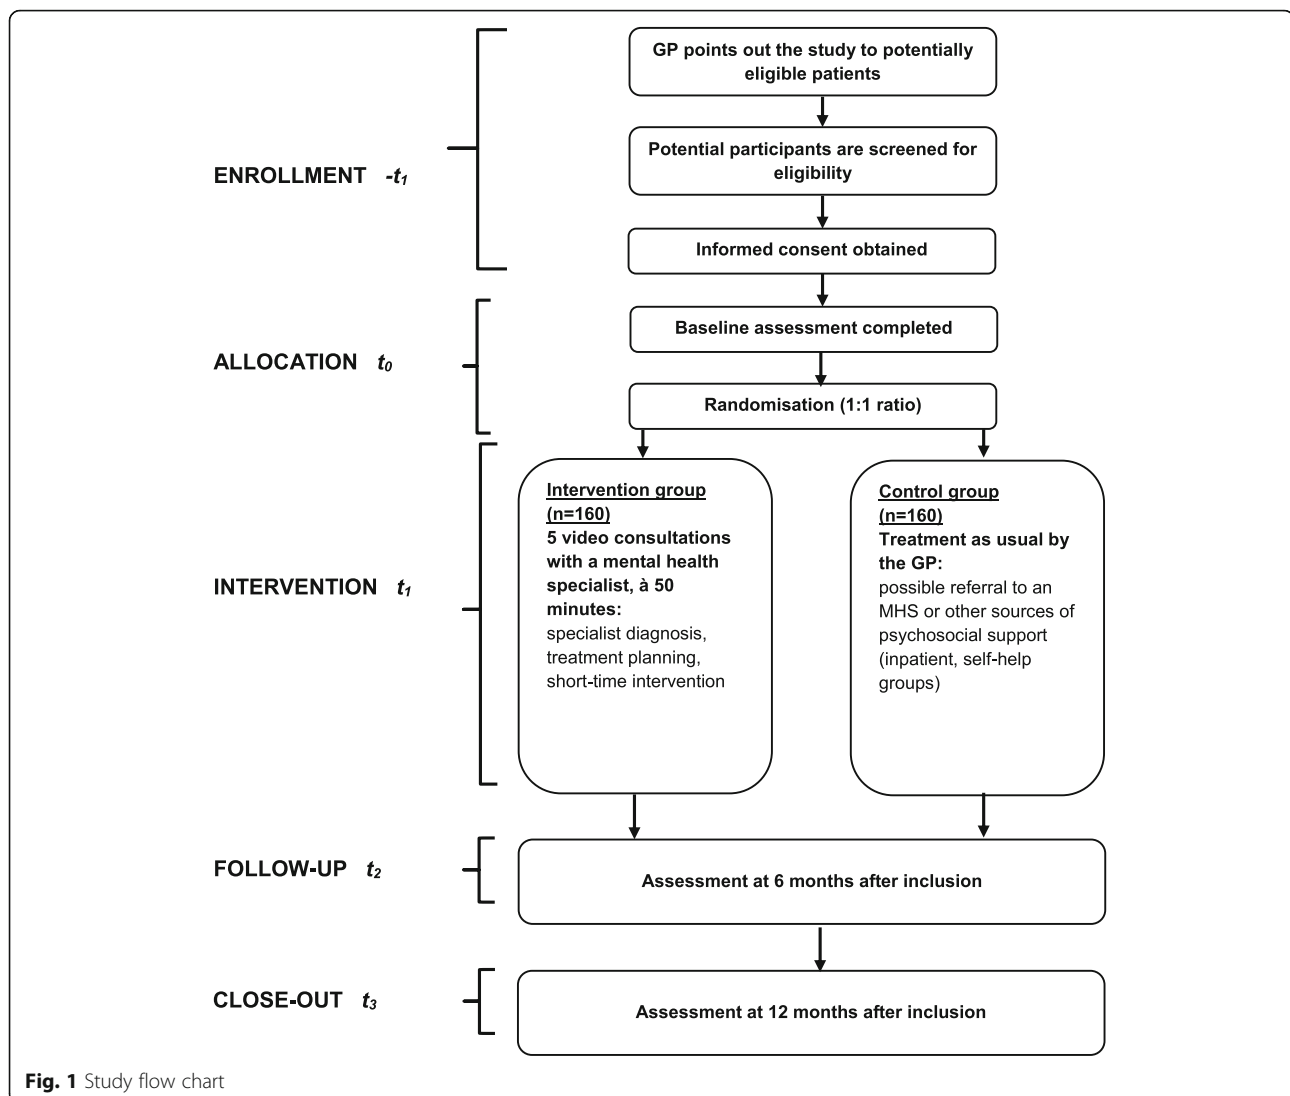 GP points out the study to potentially
eligible patients
Potential participants are screened for
eligibility
ENROLLMENT -t1
Informed consent obtained
Baseline assessment completed
ALLOCATION t0
Randomisation (1:1 ratio)
Intervention group
(n=160)
5 video consultations
with a mental health
specialist, à 50
minutes:
specialist diagnosis,
treatment planning,
short-time intervention
Control group
(n=160)
Treatment as usual by
the GP:
possible referral to an
MHS or other sources of
psychosocial support
(inpatient, self-help
groups)
INTERVENTION t1
FOLLOW-UP t2
Assessment at 6 months after inclusion
CLOSE-OUT t3
Assessment at 12 months after inclusion
Fig. 1 Study flow chart